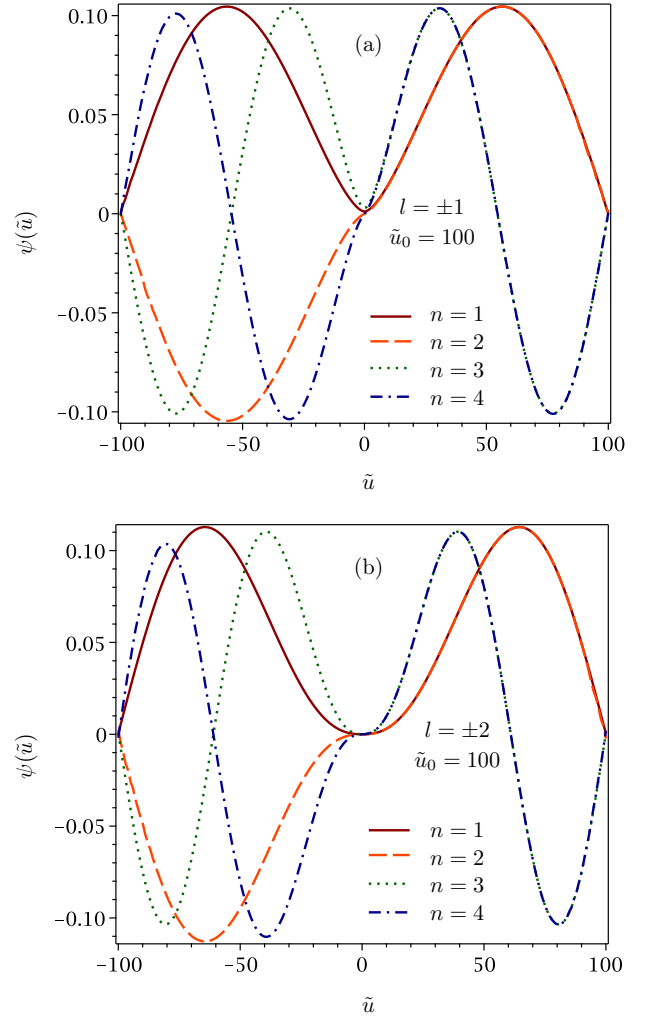 (a)
0.10
0.05
0
−0.05
−0.10
ψ(ũ)
l = ±1
ũ₀ = 100
n = 1
n = 2
n = 3
n = 4
−100
−50
0
50
100
ũ
(b)
0.10
0.05
0
−0.05
−0.10
ψ(ũ)
l = ±2
ũ₀ = 100
n = 1
n = 2
n = 3
n = 4
−100
−50
0
50
100
ũ